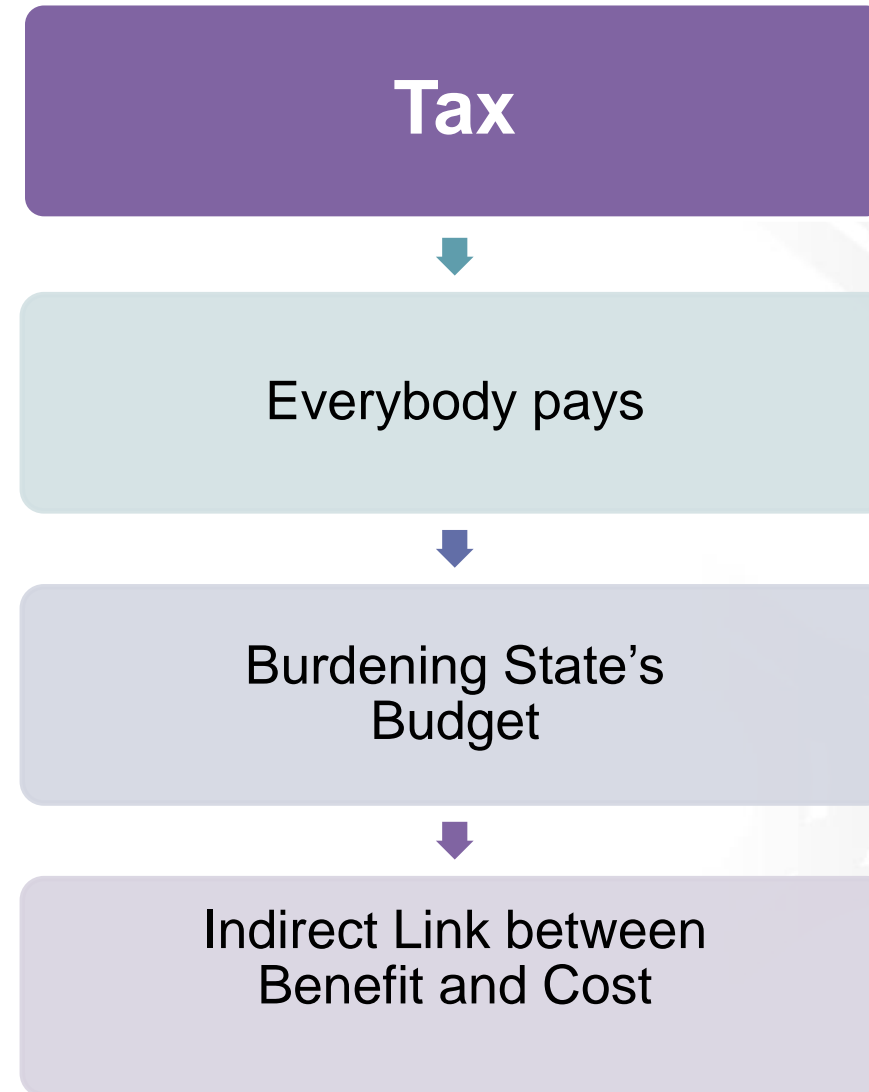 Tax
Everybody pays
Burdening State’s
Budget
Indirect Link between
Benefit and Cost